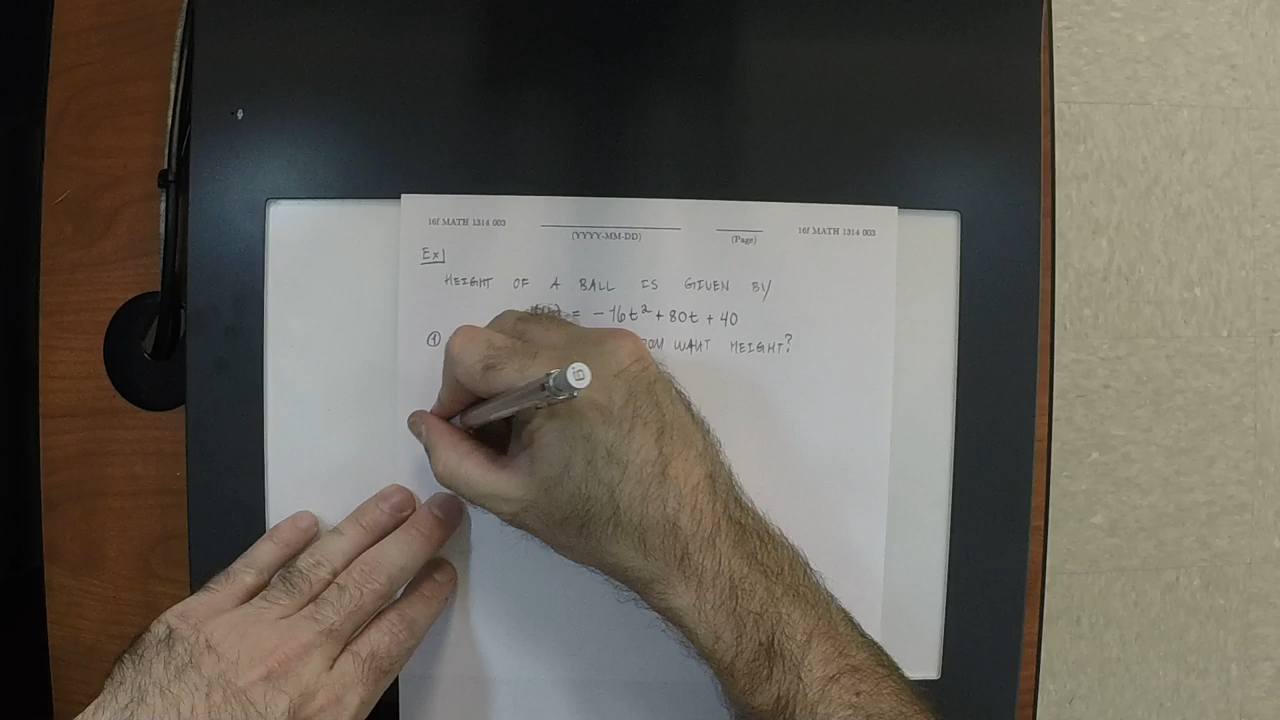 16f MATH 1314 003 (YYYY-MM-DD) (Page) 16f MATH 1314 003
Ex1
HEIGHT OF A BALL IS GIVEN BY
= -16t² + 80t + 40
① WHAT HEIGHT?